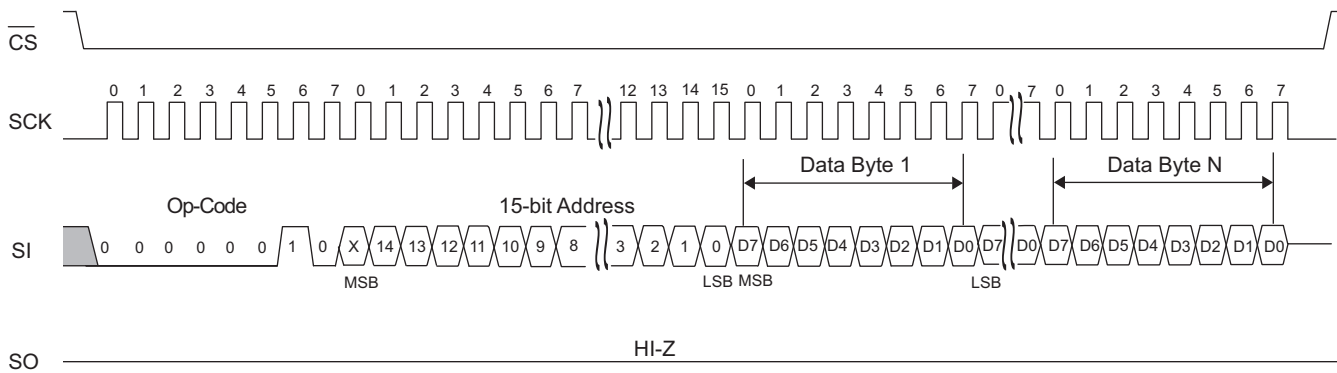 CS
0 1 2 3 4 5 6 7 0 1 2 3 4 5 6 7 12 13 14 15 0 1 2 3 4 5 6 7 0 7 0 1 2 3 4 5 6 7
SCK
Data Byte 1 Data Byte N
Op-Code 15-bit Address
SI 0 0 0 0 0 0 1 0 X 14 13 12 11 10 9 8 3 2 1 0 D7 D6 D5 D4 D3 D2 D1 D0 D7 D0 D7 D6 D5 D4 D3 D2 D1 D0
MSB LSB MSB LSB
HI-Z
SO